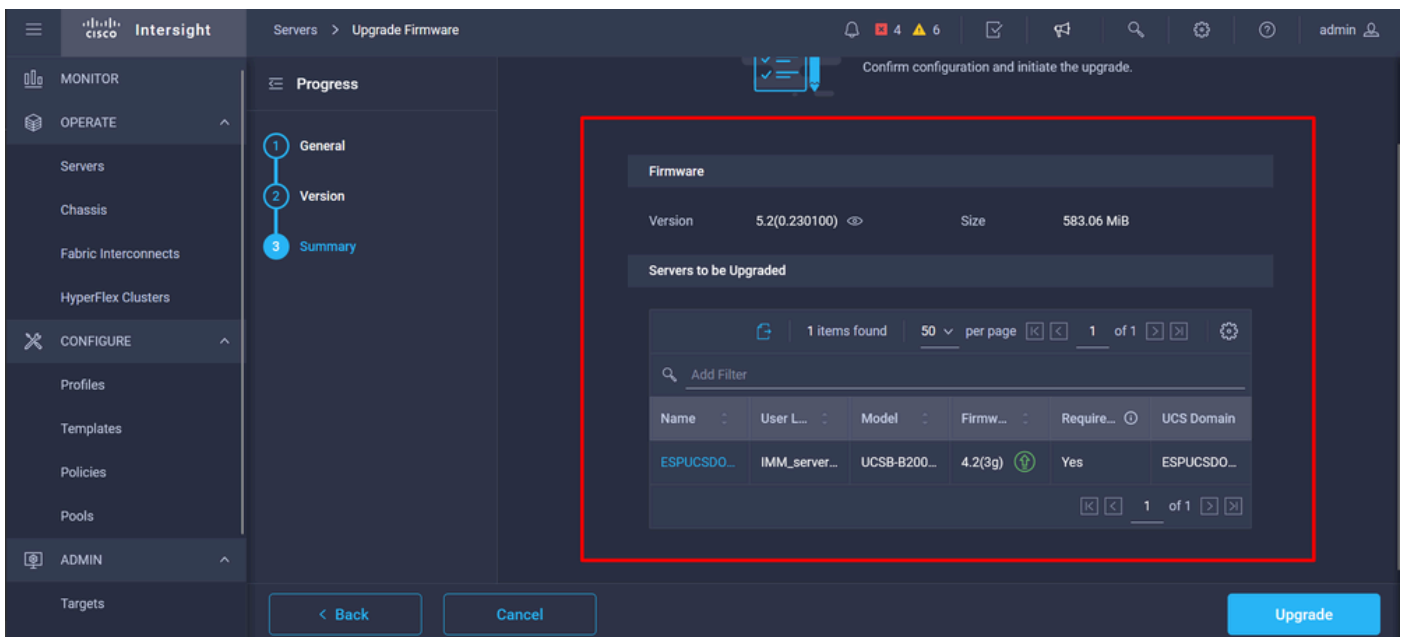 cisco Intersight
Servers > Upgrade Firmware
4 6
admin
MONITOR
OPERATE
Servers
Chassis
Fabric Interconnects
HyperFlex Clusters
CONFIGURE
Profiles
Templates
Policies
Pools
ADMIN
Targets
Progress
1 General
2 Version
3 Summary
Confirm configuration and initiate the upgrade.
Firmware
Version 5.2(0.230100) Size 583.06 MiB
Servers to be Upgraded
1 items found 50 per page 1 of 1
Add Filter
Name User L... Model Firmw... Require... UCS Domain
ESPUCSDO... IMM_server... UCSB-B200... 4.2(3g) Yes ESPUCSDO...
1 of 1
< Back Cancel Upgrade